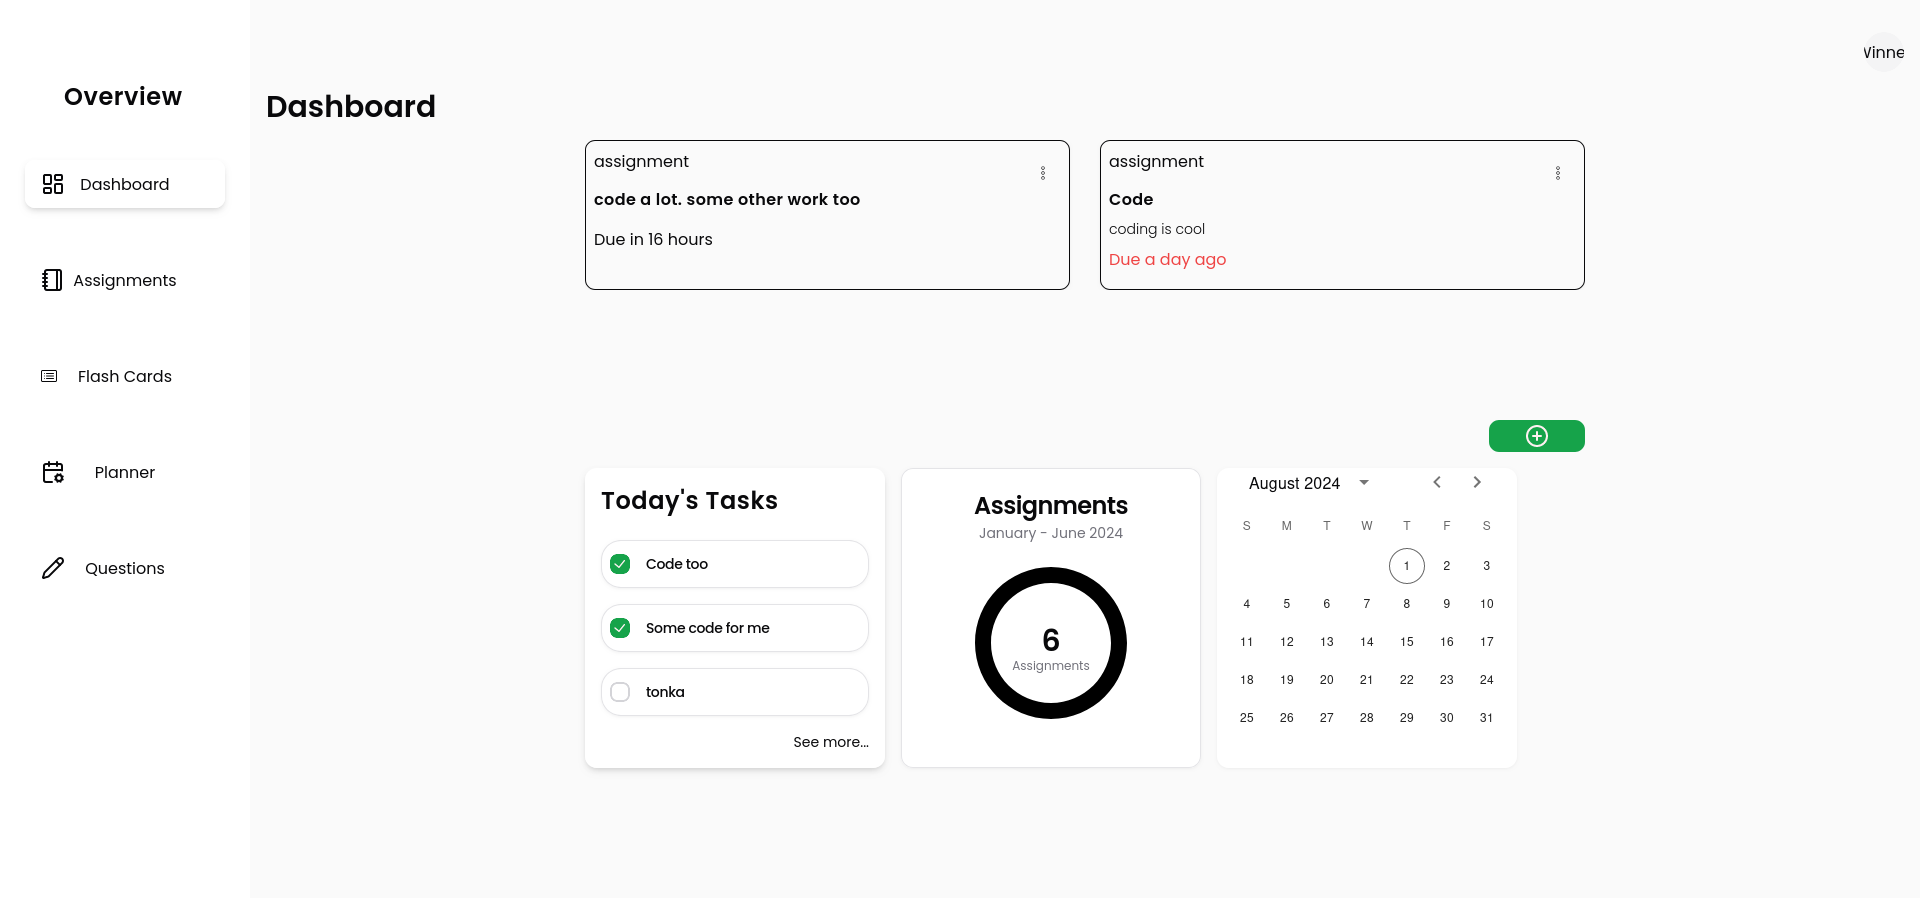 Winne
Overview
Dashboard
Assignments
Flash Cards
Planner
Questions
Dashboard
assignment
code a lot. some other work too
Due in 16 hours
assignment
Code
coding is cool
Due a day ago
Today's Tasks
Code too
Some code for me
tonka
See more...
Assignments
January - June 2024
6
Assignments
August 2024
S M T W T F S
1 2 3
4 5 6 7 8 9 10
11 12 13 14 15 16 17
18 19 20 21 22 23 24
25 26 27 28 29 30 31